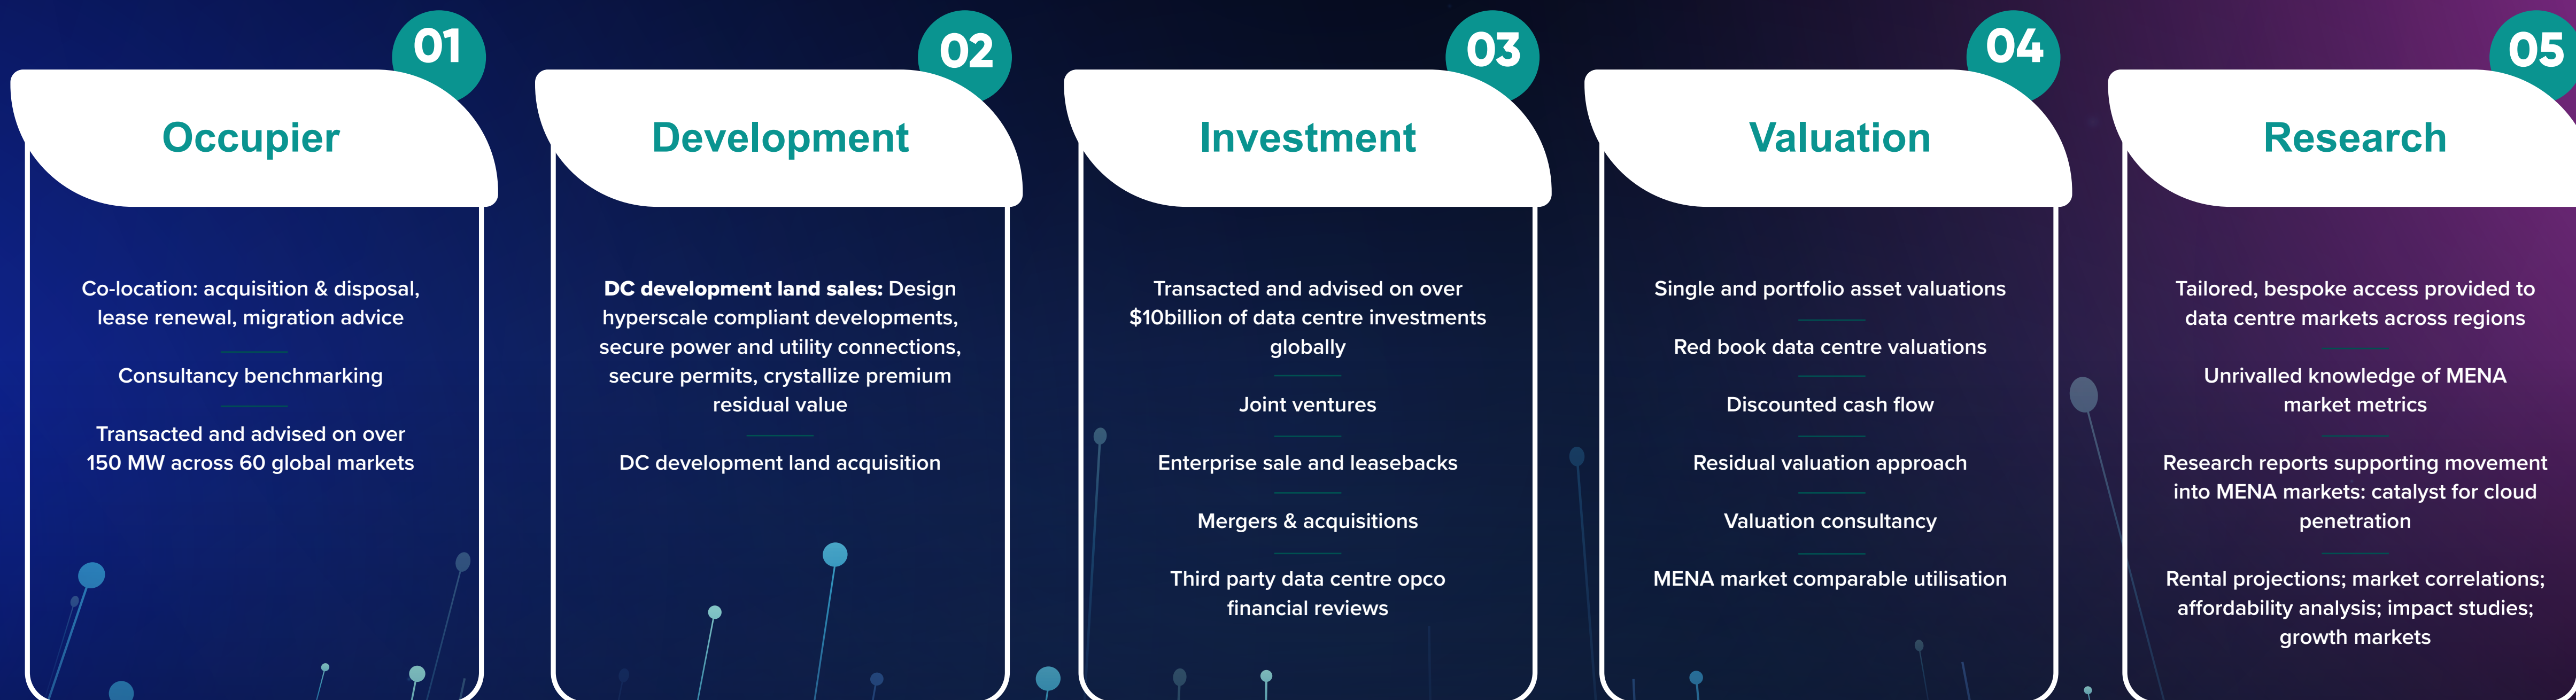 01
Occupier
Co-location: acquisition & disposal,
lease renewal, migration advice
Consultancy benchmarking
Transacted and advised on over
150 MW across 60 global markets
02
Development
DC development land sales: Design
hyperscale compliant developments,
secure power and utility connections,
secure permits, crystallize premium
residual value
DC development land acquisition
03
Investment
Transacted and advised on over
$10billion of data centre investments
globally
Joint ventures
Enterprise sale and leasebacks
Mergers & acquisitions
Third party data centre opco
financial reviews
04
Valuation
Single and portfolio asset valuations
Red book data centre valuations
Discounted cash flow
Residual valuation approach
Valuation consultancy
MENA market comparable utilisation
05
Research
Tailored, bespoke access provided to
data centre markets across regions
Unrivalled knowledge of MENA
market metrics
Research reports supporting movement
into MENA markets: catalyst for cloud
penetration
Rental projections; market correlations;
affordability analysis; impact studies;
growth markets